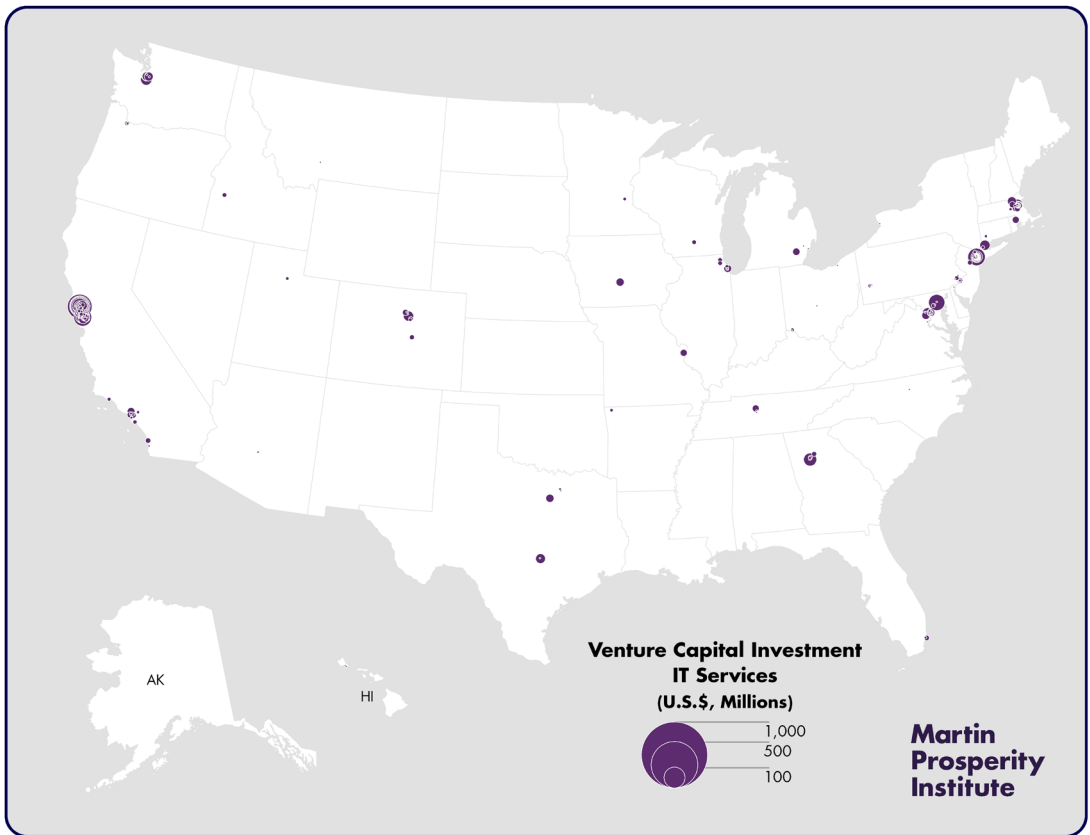 AK
HI
Venture Capital Investment
IT Services
(U.S.$, Millions)
1,000
500
100
Martin
Prosperity
Institute